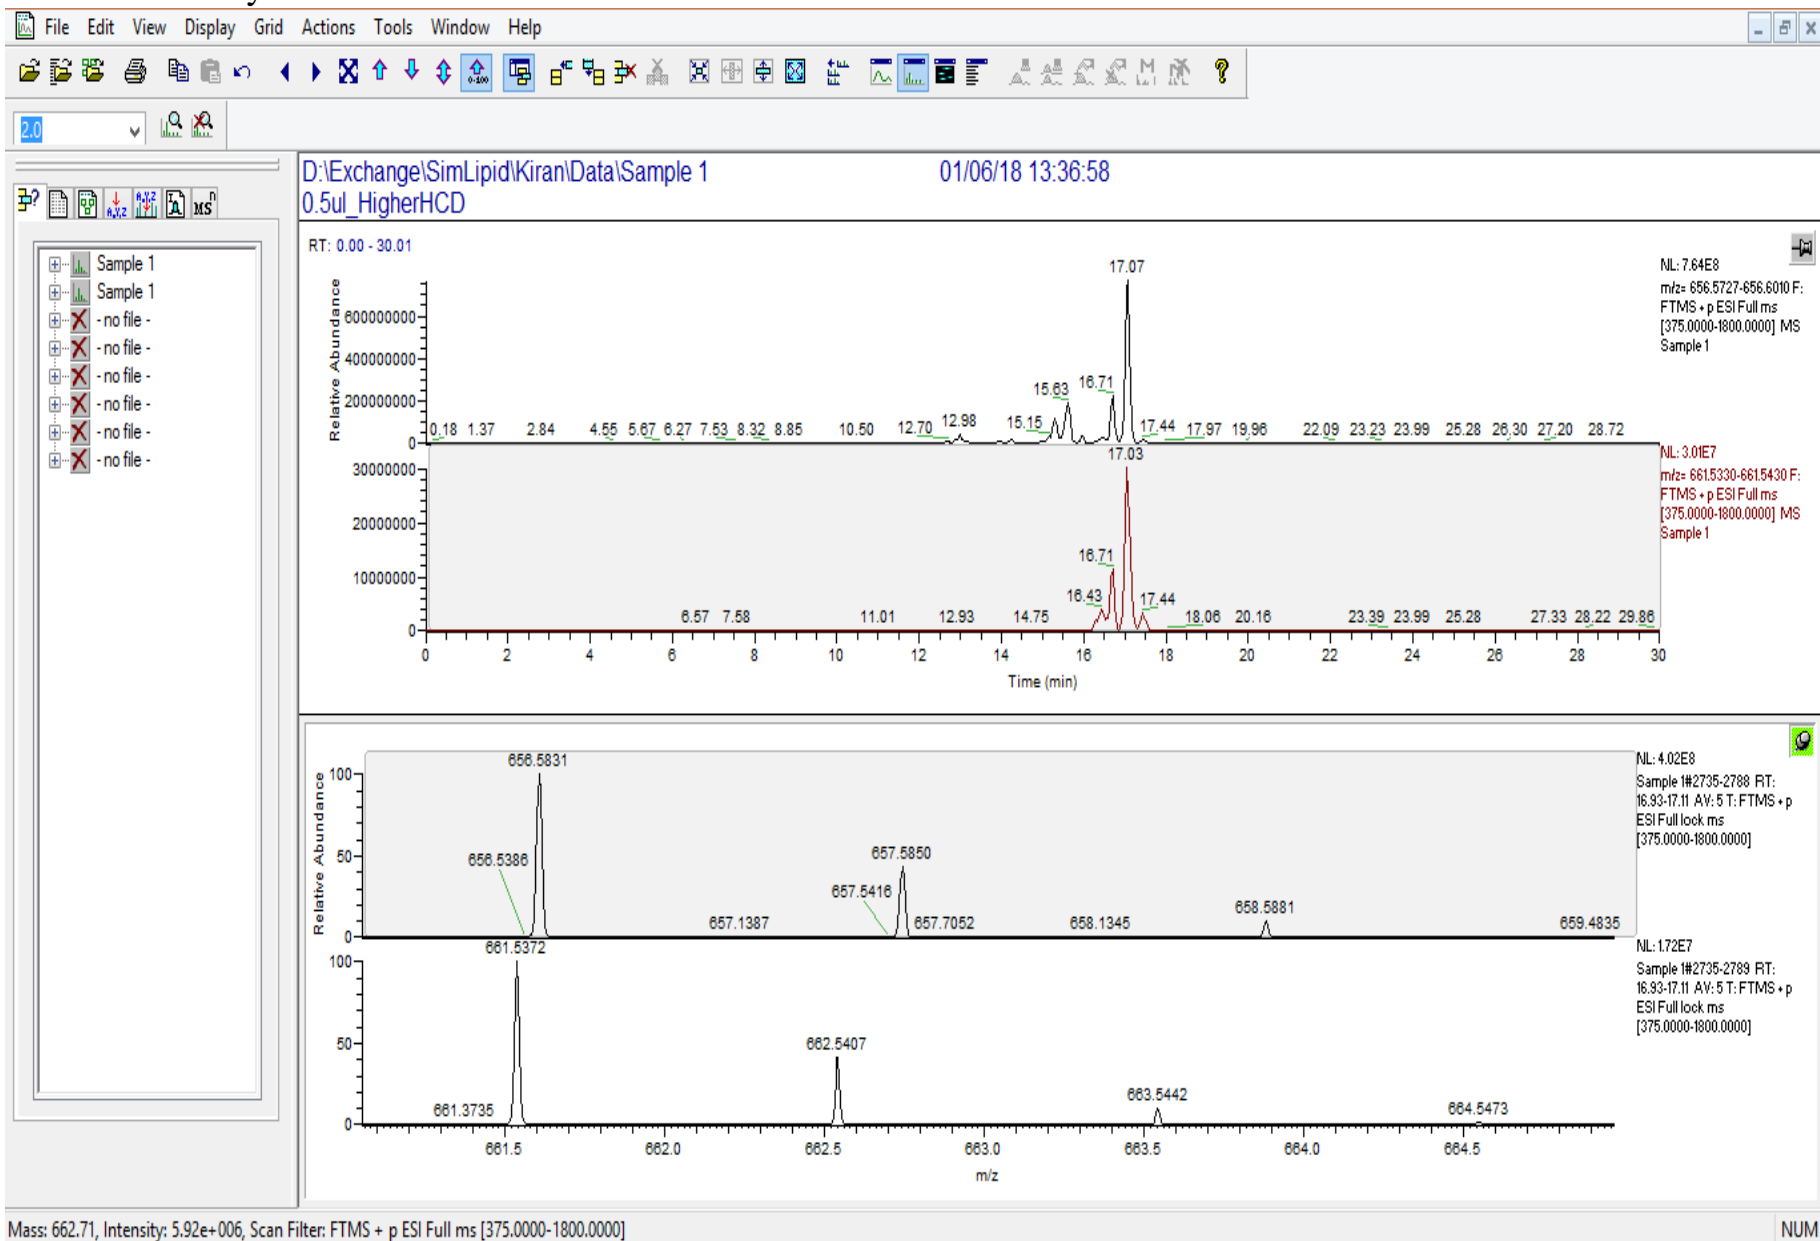 File Edit View Display Grid Actions Tools Window Help
2.0
D:\Exchange\SimLipid\Kiran\Data\Sample 1 01/06/18 13:36:58
0.5ul_HigherHCD
Sample 1
Sample 1
- no file -
- no file -
- no file -
- no file -
- no file -
- no file -
RT: 0.00 - 30.01
Relative Abundance
600000000
400000000
200000000
0
17.07
15.63 16.71
0.18 1.37 2.84 4.55 5.67 6.27 7.53 8.32 8.85 10.50 12.70 12.98 15.15 17.44 17.97 19.96 22.09 23.23 23.99 25.28 26.30 27.20 28.72
NL: 7.64E8
m/z= 656.5727-656.6010 F:
FTMS + p ESI Full ms
[375.0000-1800.0000] MS
Sample 1
30000000
20000000
10000000
0
17.03
16.71
16.43 17.44
6.57 7.58 11.01 12.93 14.75 18.06 20.16 23.39 23.99 25.28 27.33 28.22 29.86
NL: 3.01E7
m/z= 661.5330-661.5430 F:
FTMS + p ESI Full ms
[375.0000-1800.0000] MS
Sample 1
0 2 4 6 8 10 12 14 16 18 20 22 24 26 28 30
Time (min)
Relative Abundance
100
50
0
656.5831
656.5386
657.5850
657.5416
657.1387 657.7052 658.1345 658.5881 659.4835
NL: 4.02E8
Sample 1#2735-2788 RT:
16.93-17.11 AV: 5 T: FTMS + p
ESI Full lock ms
[375.0000-1800.0000]
100
50
0
661.5372
661.3735
662.5407
663.5442
664.5473
NL: 1.72E7
Sample 1#2735-2789 RT:
16.93-17.11 AV: 5 T: FTMS + p
ESI Full lock ms
[375.0000-1800.0000]
661.5 662.0 662.5 663.0 663.5 664.0 664.5
m/z
Mass: 662.71, Intensity: 5.92e+006, Scan Filter: FTMS + p ESI Full ms [375.0000-1800.0000] NUM